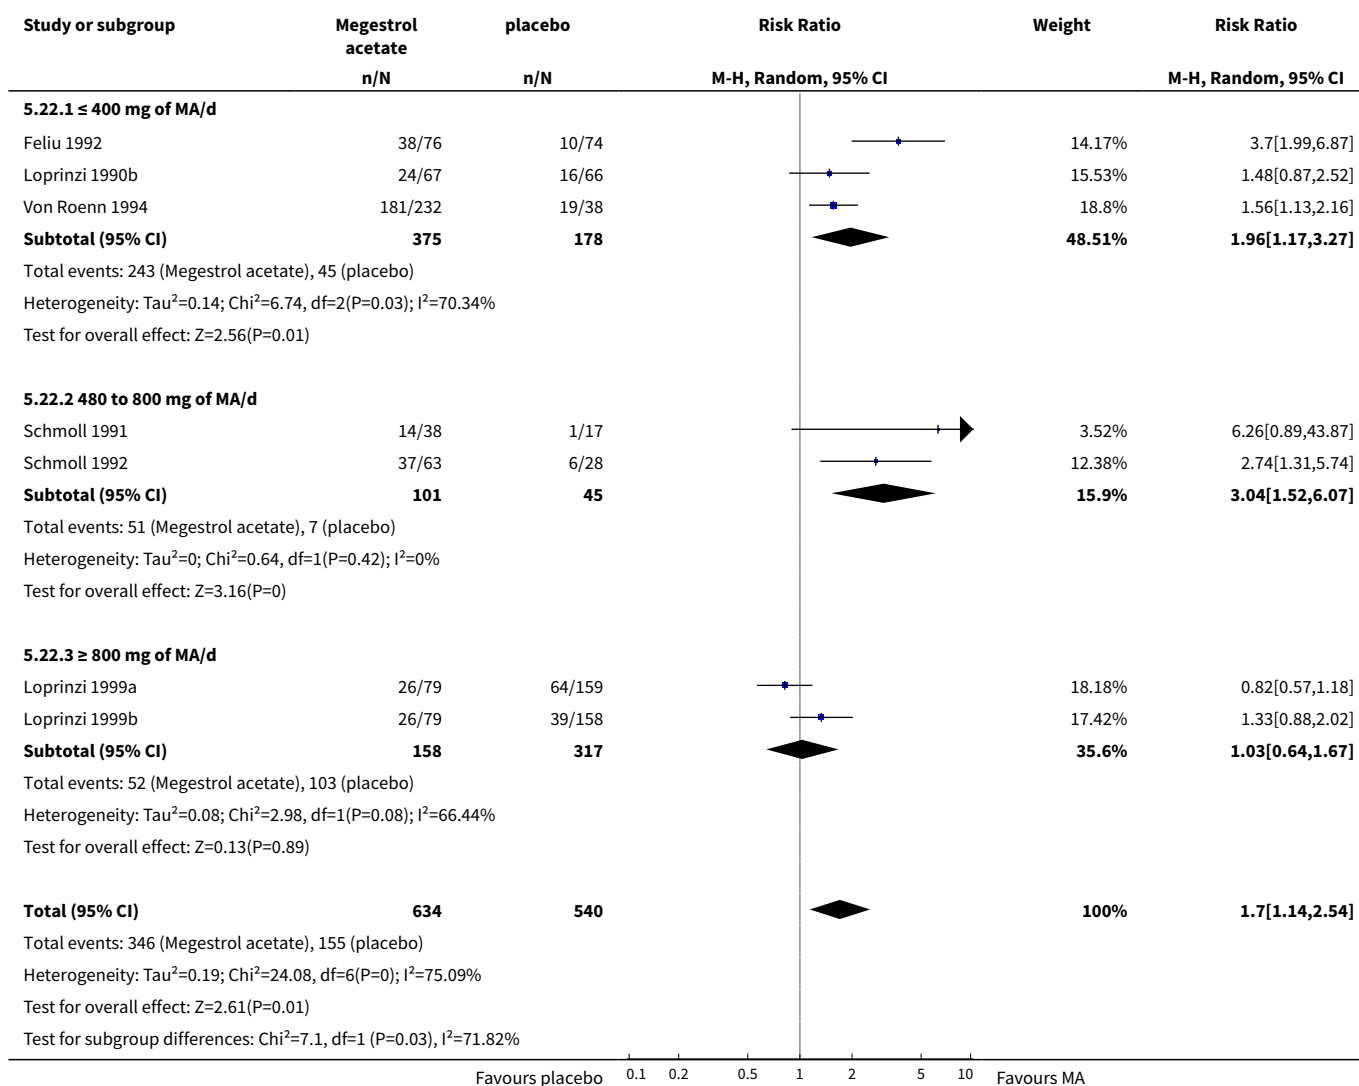 Study or subgroup Megestrol acetate placebo Risk Ratio Weight Risk Ratio
n/N n/N M-H, Random, 95% CI M-H, Random, 95% CI
5.22.1 ≤ 400 mg of MA/d
Feliu 1992 38/76 10/74 14.17% 3.7[1.99,6.87]
Loprinzi 1990b 24/67 16/66 15.53% 1.48[0.87,2.52]
Von Roenn 1994 181/232 19/38 18.8% 1.56[1.13,2.16]
Subtotal (95% CI) 375 178 48.51% 1.96[1.17,3.27]
Total events: 243 (Megestrol acetate), 45 (placebo)
Heterogeneity: Tau²=0.14; Chi²=6.74, df=2(P=0.03); I²=70.34%
Test for overall effect: Z=2.56(P=0.01)
5.22.2 480 to 800 mg of MA/d
Schmoll 1991 14/38 1/17 3.52% 6.26[0.89,43.87]
Schmoll 1992 37/63 6/28 12.38% 2.74[1.31,5.74]
Subtotal (95% CI) 101 45 15.9% 3.04[1.52,6.07]
Total events: 51 (Megestrol acetate), 7 (placebo)
Heterogeneity: Tau²=0; Chi²=0.64, df=1(P=0.42); I²=0%
Test for overall effect: Z=3.16(P=0)
5.22.3 ≥ 800 mg of MA/d
Loprinzi 1999a 26/79 64/159 18.18% 0.82[0.57,1.18]
Loprinzi 1999b 26/79 39/158 17.42% 1.33[0.88,2.02]
Subtotal (95% CI) 158 317 35.6% 1.03[0.64,1.67]
Total events: 52 (Megestrol acetate), 103 (placebo)
Heterogeneity: Tau²=0.08; Chi²=2.98, df=1(P=0.08); I²=66.44%
Test for overall effect: Z=0.13(P=0.89)
Total (95% CI) 634 540 100% 1.7[1.14,2.54]
Total events: 346 (Megestrol acetate), 155 (placebo)
Heterogeneity: Tau²=0.19; Chi²=24.08, df=6(P=0); I²=75.09%
Test for overall effect: Z=2.61(P=0.01)
Test for subgroup differences: Chi²=7.1, df=1 (P=0.03), I²=71.82%
Favours placebo 0.1 0.2 0.5 1 2 5 10 Favours MA